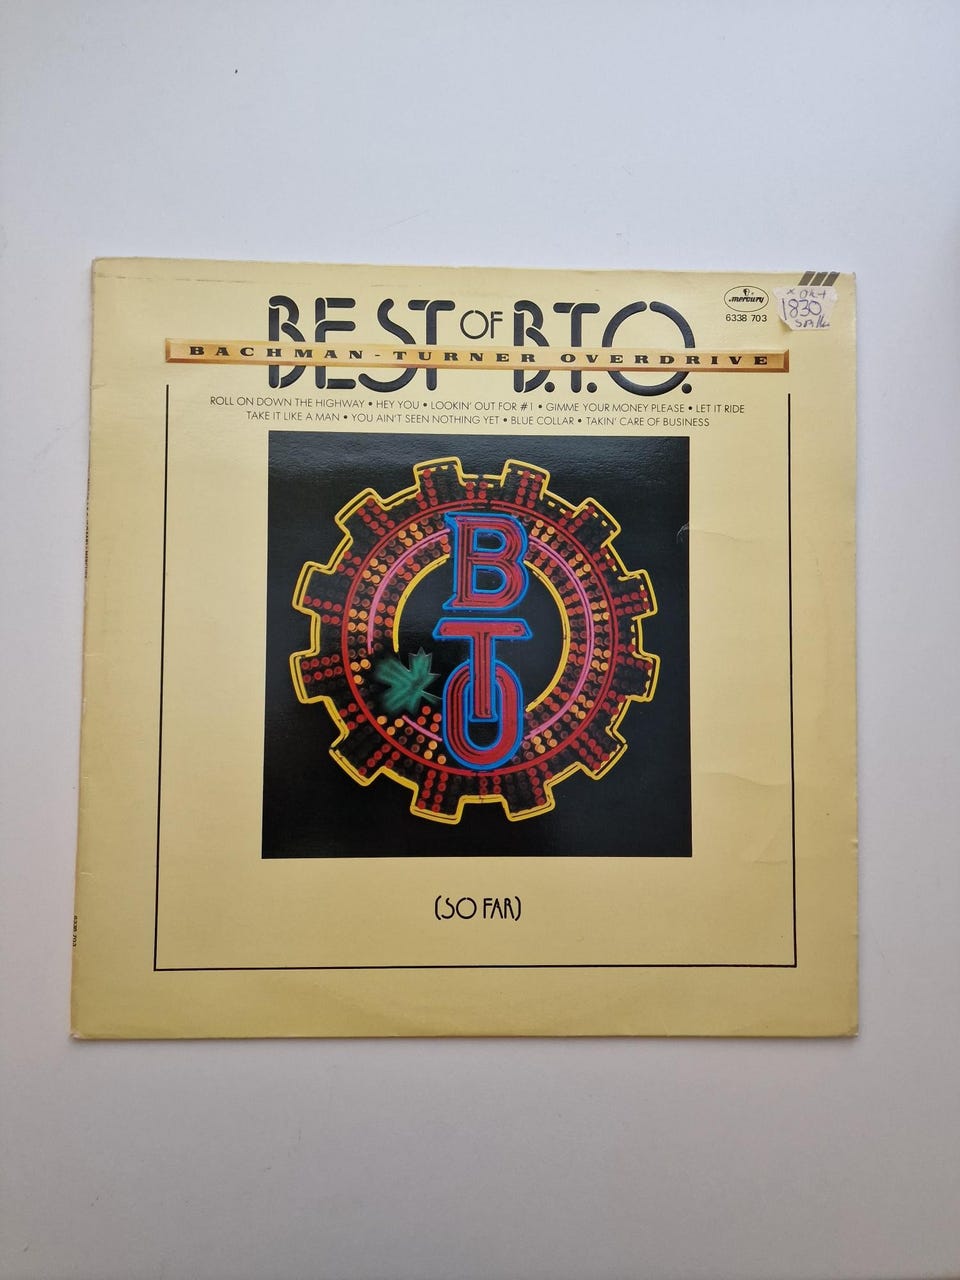 BEST OF B.T.O.
BACHMAN-TURNER OVERDRIVE
mercury
6338 703
1830
ROLL ON DOWN THE HIGHWAY • HEY YOU • LOOKIN' OUT FOR #1 • GIMME YOUR MONEY PLEASE • LET IT RIDE
TAKE IT LIKE A MAN • YOU AIN'T SEEN NOTHING YET • BLUE COLLAR • TAKIN' CARE OF BUSINESS
B
T
O
(SO FAR)
6338 703